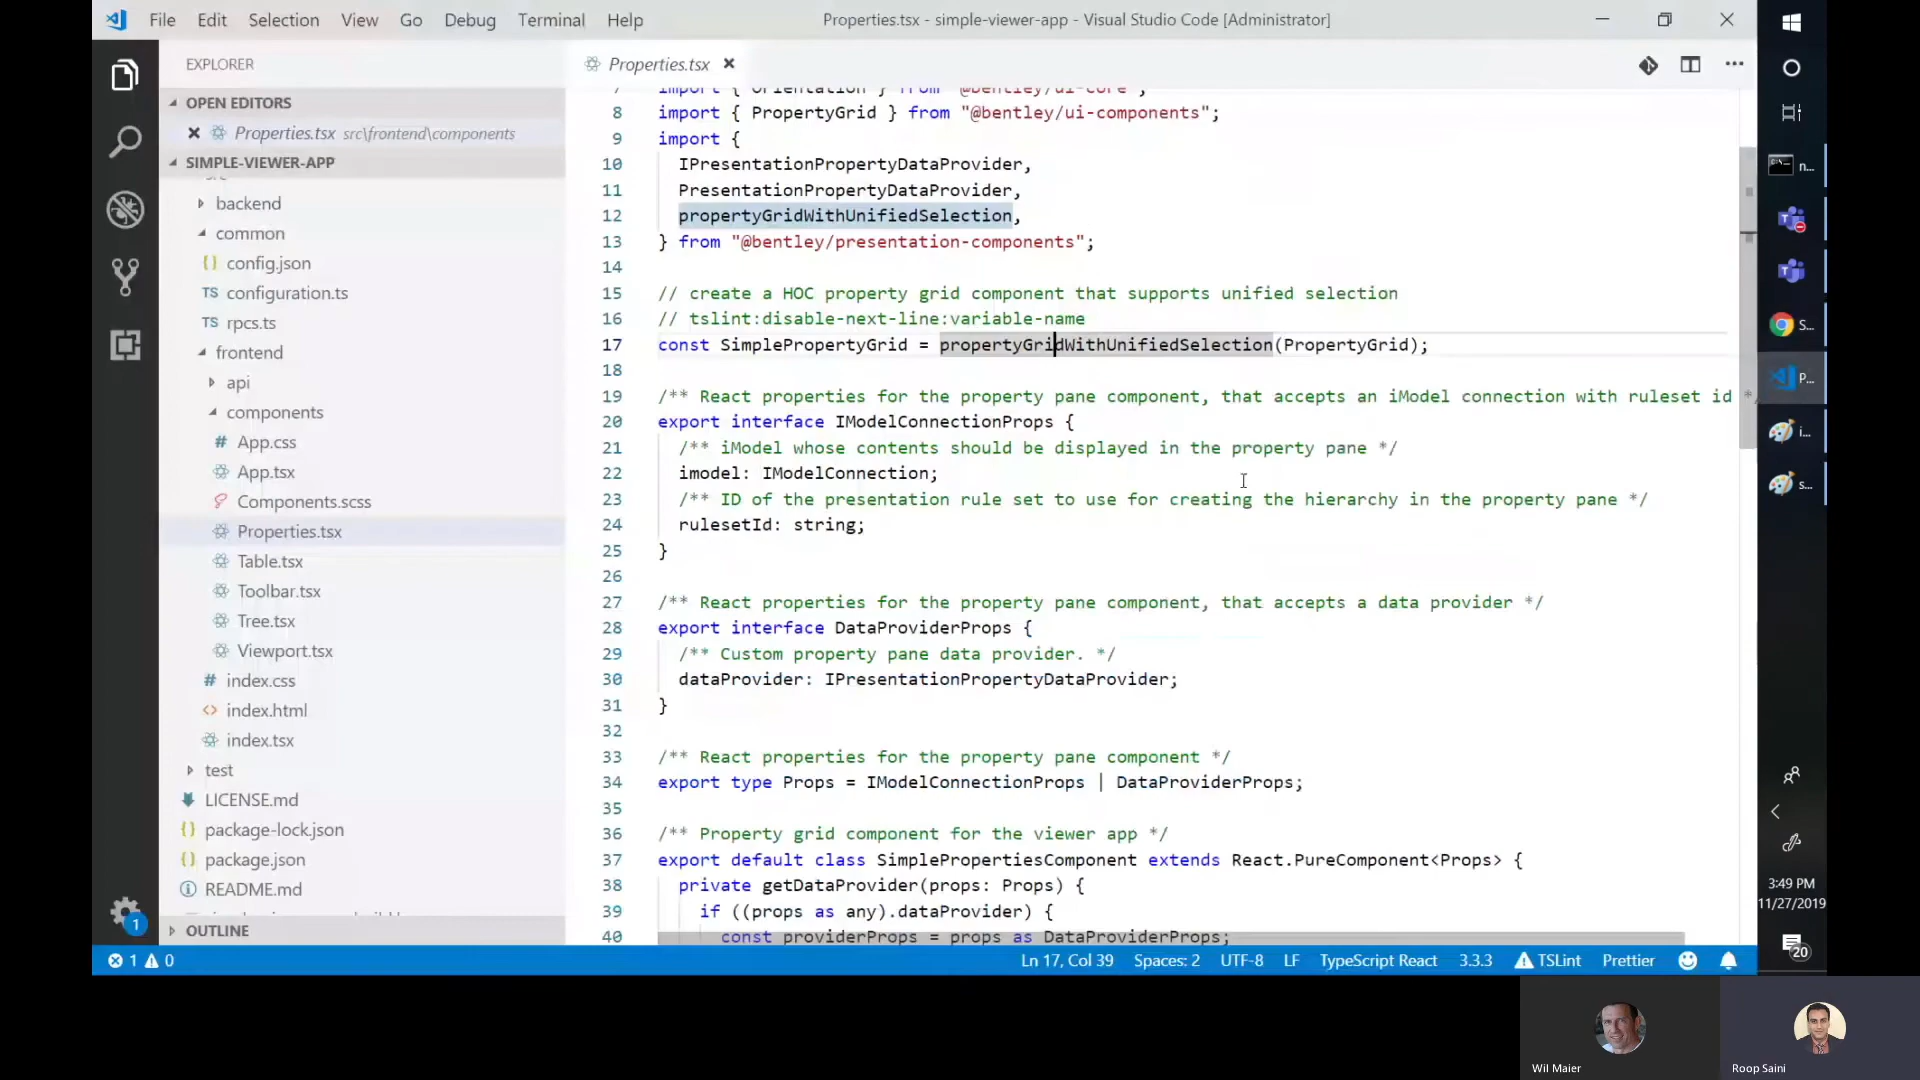 File Edit Selection View Go Debug Terminal Help
Properties.tsx - simple-viewer-app - Visual Studio Code [Administrator]
EXPLORER
OPEN EDITORS
Properties.tsx src\frontend\components
SIMPLE-VIEWER-APP
backend
common
{} config.json
TS configuration.ts
TS rpcs.ts
frontend
api
components
# App.css
App.tsx
Components.scss
Properties.tsx
Table.tsx
Toolbar.tsx
Tree.tsx
Viewport.tsx
# index.css
<> index.html
index.tsx
test
LICENSE.md
{} package-lock.json
{} package.json
README.md
OUTLINE
Properties.tsx
7 import { Orientation } from "@bentley/ui-core";
8 import { PropertyGrid } from "@bentley/ui-components";
9 import {
10 IPresentationPropertyDataProvider,
11 PresentationPropertyDataProvider,
12 propertyGridWithUnifiedSelection,
13 } from "@bentley/presentation-components";
14
15 // create a HOC property grid component that supports unified selection
16 // tslint:disable-next-line:variable-name
17 const SimplePropertyGrid = propertyGridWithUnifiedSelection(PropertyGrid);
18
19 /** React properties for the property pane component, that accepts an iModel connection with ruleset id *
20 export interface IModelConnectionProps {
21 /** iModel whose contents should be displayed in the property pane */
22 imodel: IModelConnection;
23 /** ID of the presentation rule set to use for creating the hierarchy in the property pane */
24 rulesetId: string;
25 }
26
27 /** React properties for the property pane component, that accepts a data provider */
28 export interface DataProviderProps {
29 /** Custom property pane data provider. */
30 dataProvider: IPresentationPropertyDataProvider;
31 }
32
33 /** React properties for the property pane component */
34 export type Props = IModelConnectionProps | DataProviderProps;
35
36 /** Property grid component for the viewer app */
37 export default class SimplePropertiesComponent extends React.PureComponent<Props> {
38 private getDataProvider(props: Props) {
39 if ((props as any).dataProvider) {
40 const providerProps = props as DataProviderProps;
1
1 0
Ln 17, Col 39 Spaces: 2 UTF-8 LF TypeScript React 3.3.3 TSLint Prettier
n...
S...
P...
i...
s...
3:49 PM
11/27/2019
20
Wil Maier
Roop Saini